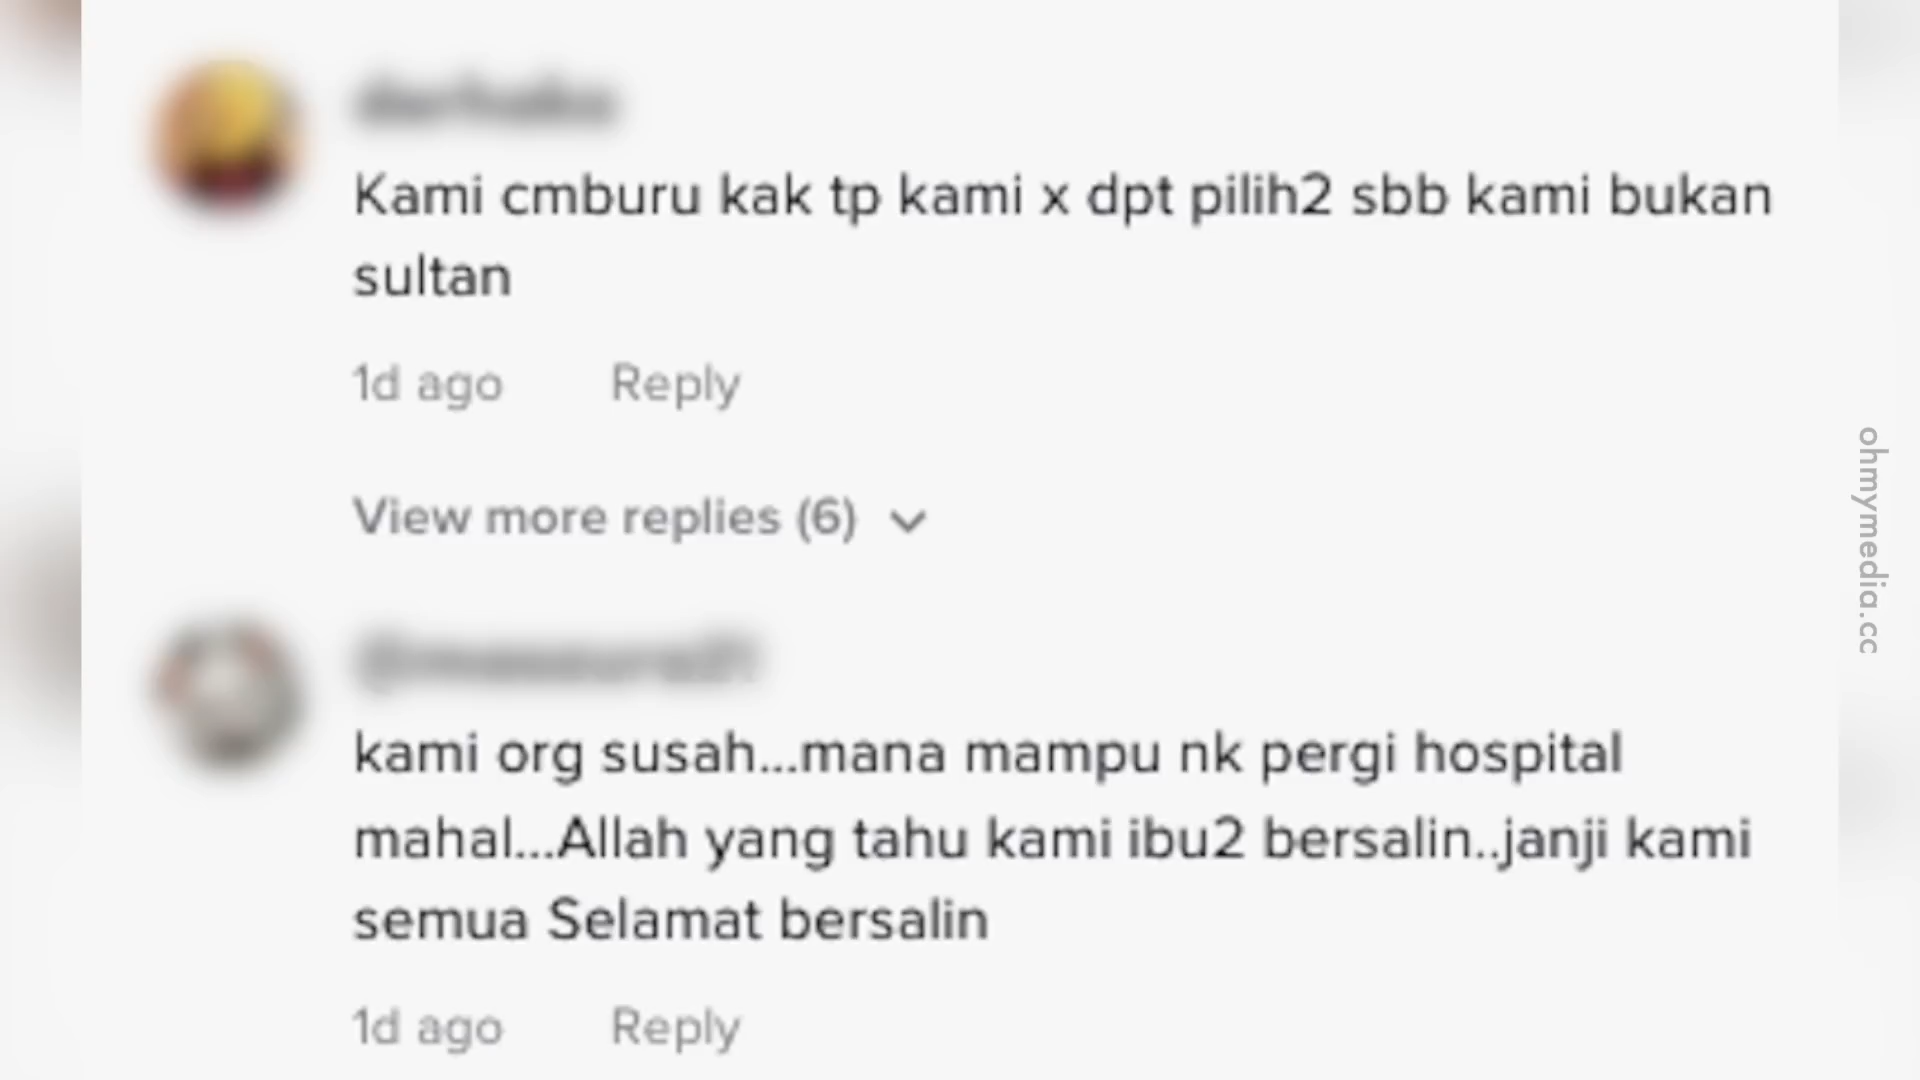 Kami cmburu kak tp kami x dpt pilih2 sbb kami bukan
sultan
1d ago Reply
View more replies (6)
kami org susah...mana mampu nk pergi hospital
mahal...Allah yang tahu kami ibu2 bersalin..janji kami
semua Selamat bersalin
1d ago Reply
ohmymedia.cc